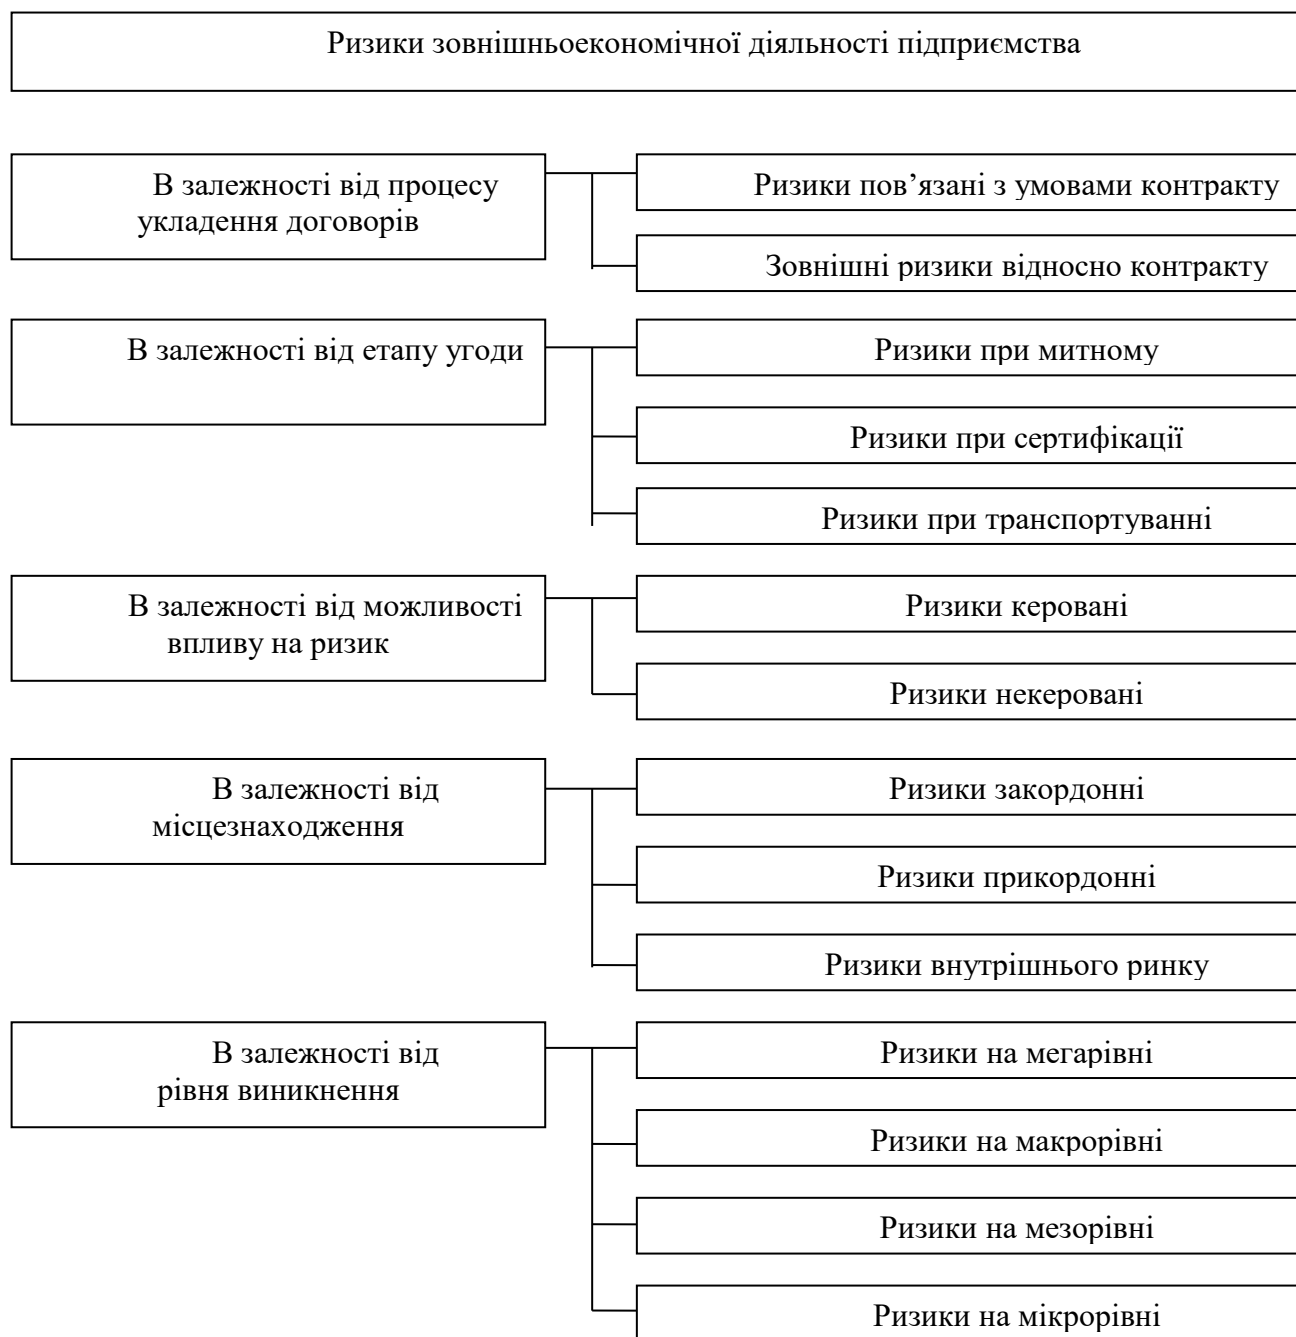 Ризики зовнішньоекономічної діяльності підприємства
В залежності від процесу
укладення договорів
Ризики пов’язані з умовами контракту
Зовнішні ризики відносно контракту
В залежності від етапу угоди
Ризики при митному
Ризики при сертифікації
Ризики при транспортуванні
В залежності від можливості
впливу на ризик
Ризики керовані
Ризики некеровані
В залежності від
місцезнаходження
Ризики закордонні
Ризики прикордонні
Ризики внутрішнього ринку
В залежності від
рівня виникнення
Ризики на мегарівні
Ризики на макрорівні
Ризики на мезорівні
Ризики на мікрорівні